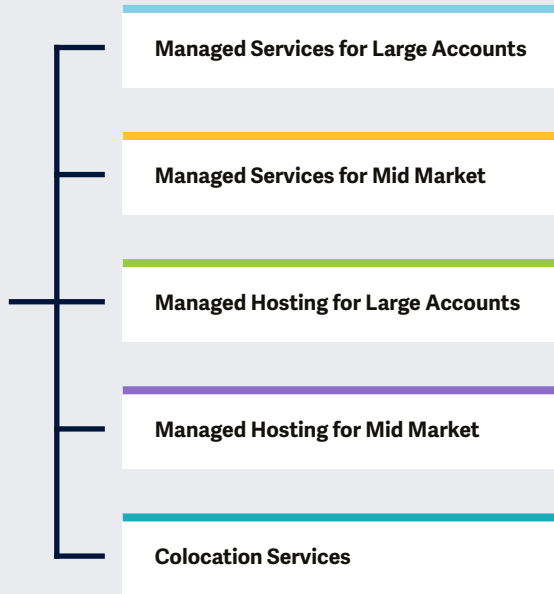 Managed Services for Large Accounts
Managed Services for Mid Market
Managed Hosting for Large Accounts
Managed Hosting for Mid Market
Colocation Services